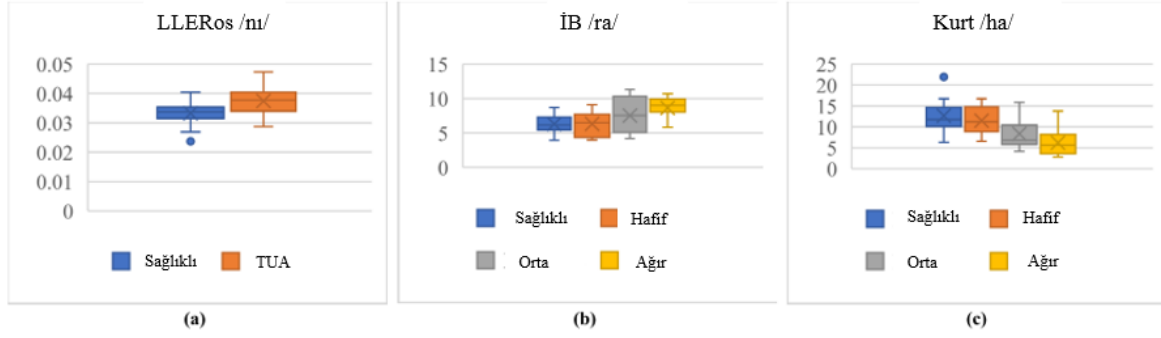 LLERos /nı/
0.05
0.04
0.03
0.02
0.01
0
Sağlıklı TUA
(a)
İB /ra/
15
10
5
0
Sağlıklı Hafif
Orta Ağır
(b)
Kurt /ha/
25
20
15
10
5
0
Sağlıklı Hafif
Orta Ağır
(c)